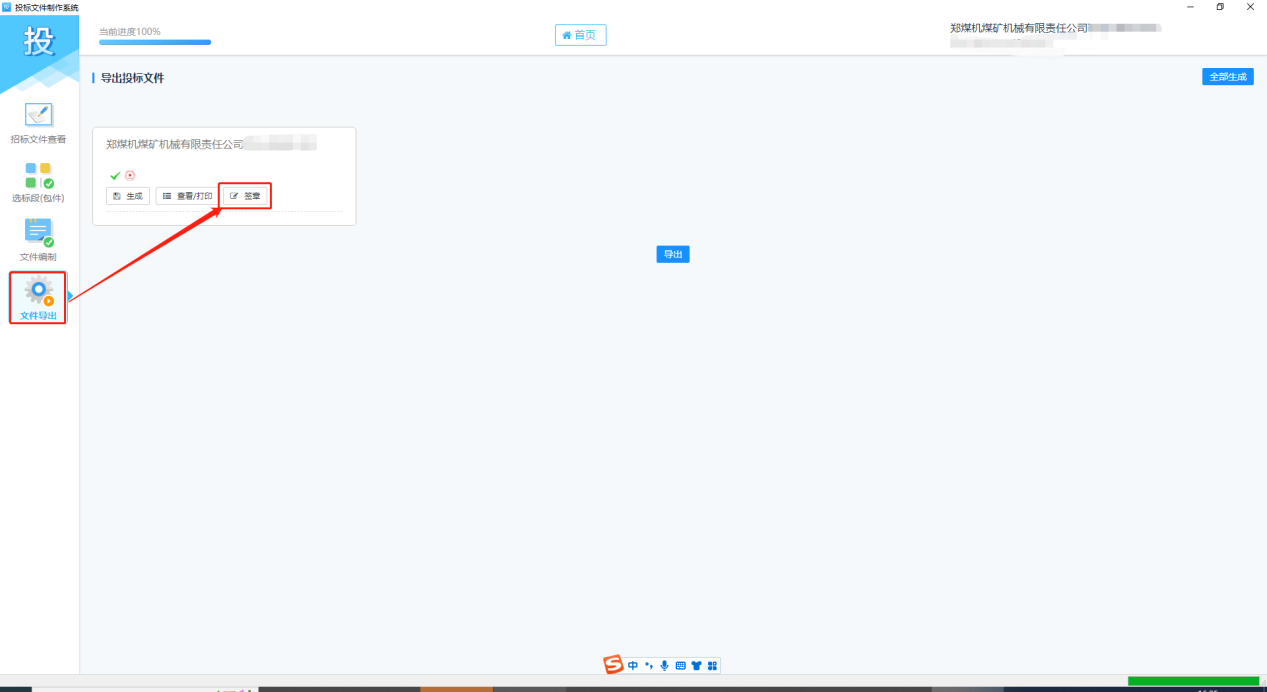 投标文件制作系统
投
当前进度100%
首页
郑煤机煤矿机械有限责任公司
导出投标文件
全部生成
招标文件查看
选标段(包件)
文件编制
文件导出
郑煤机煤矿机械有限责任公司
生成
查看/打印
签章
导出
中